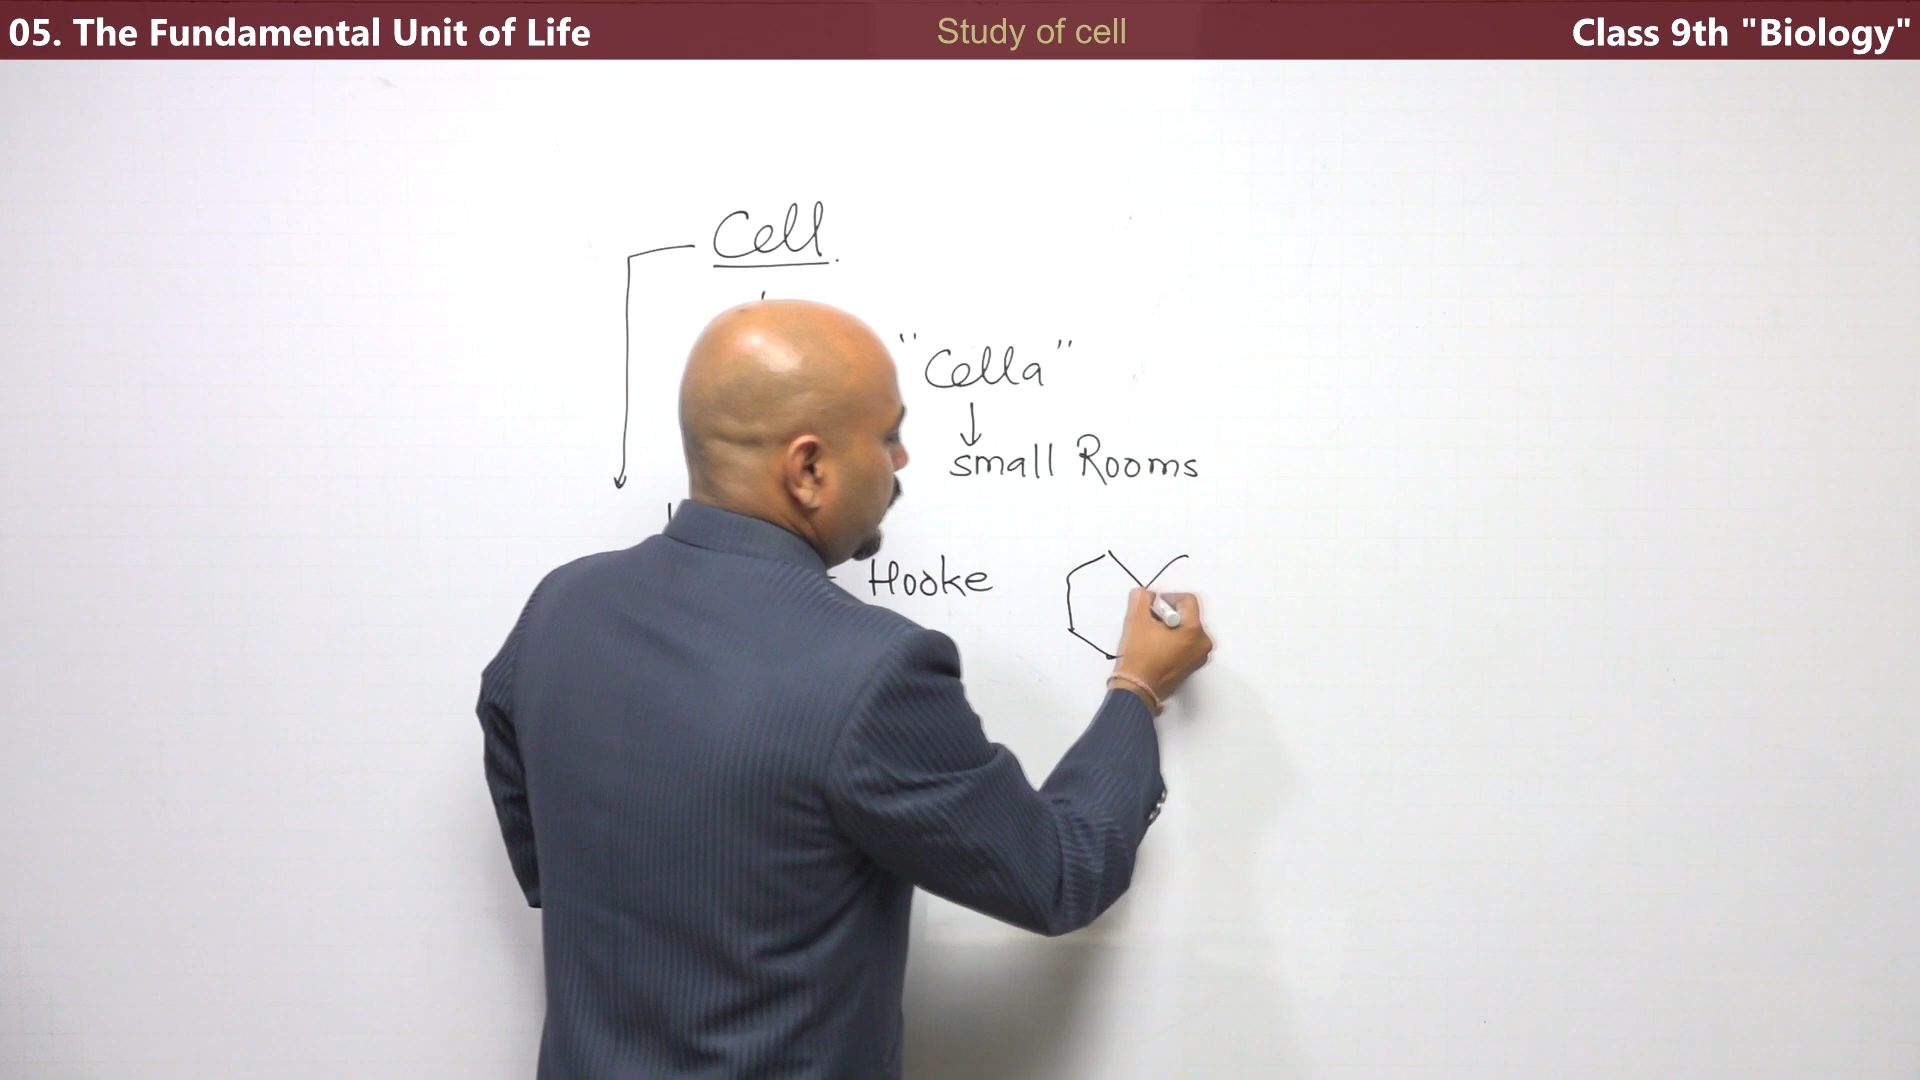 05. The Fundamental Unit of Life
Study of cell
Class 9th "Biology"
Cell.
"Cella"
small Rooms
Hooke